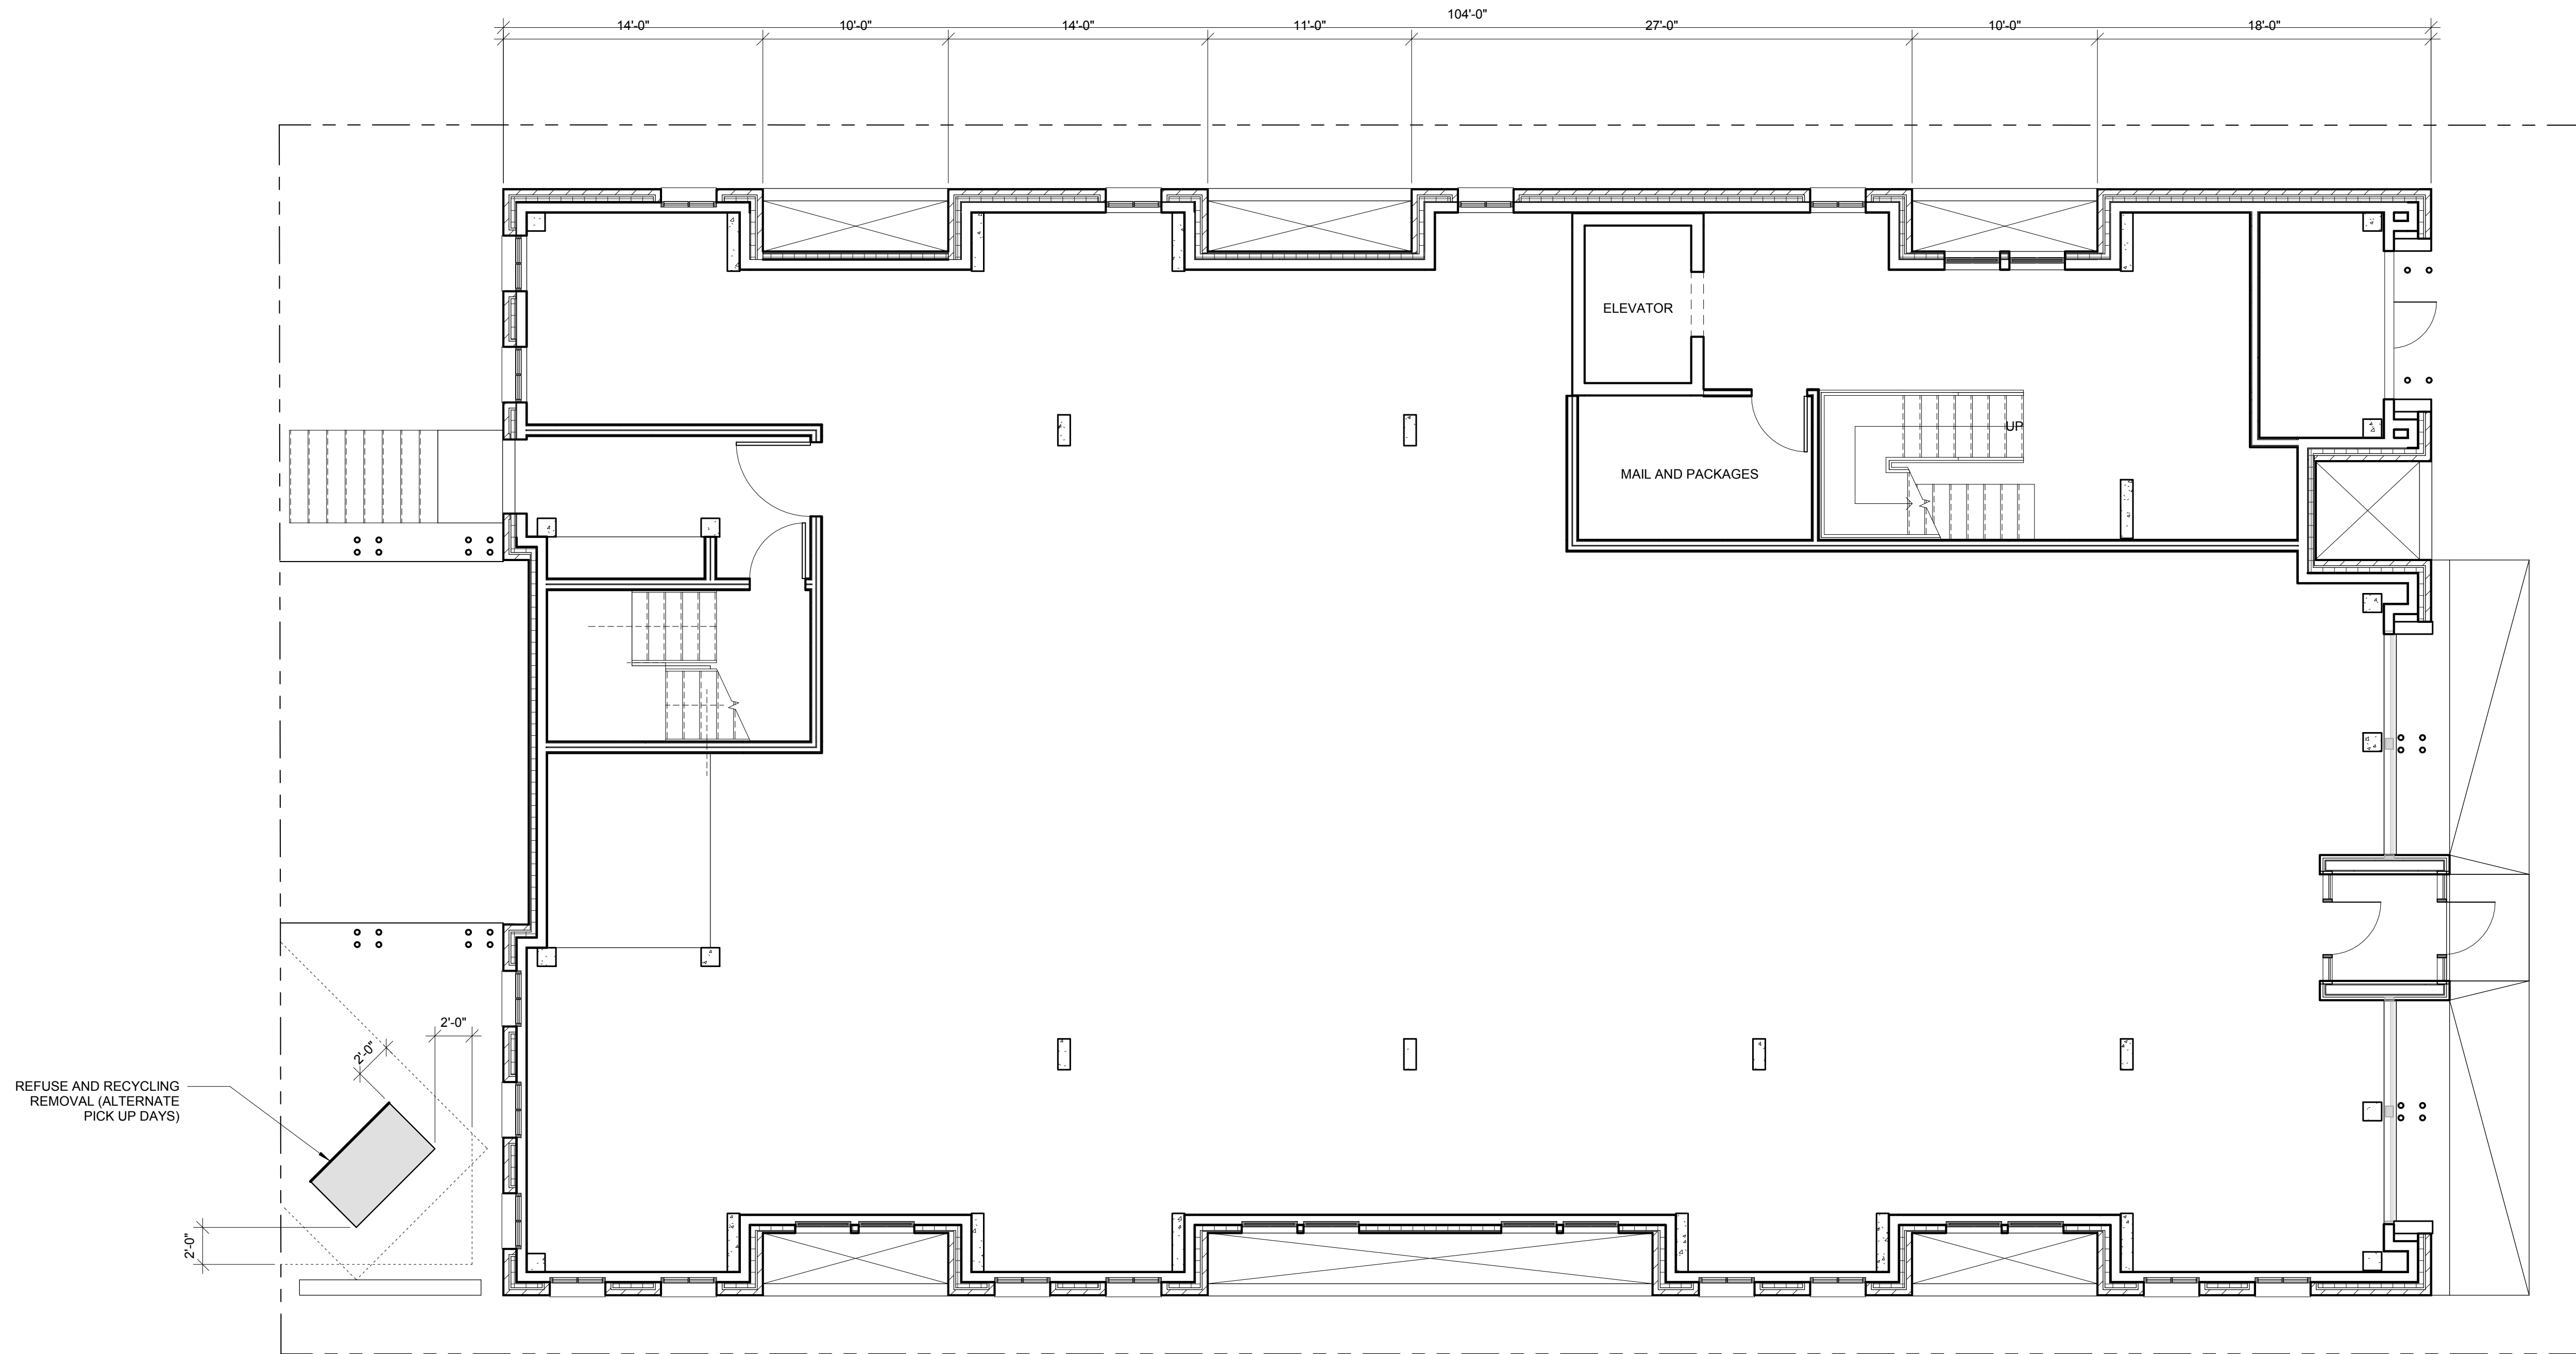 104'-0"
14'-0"
10'-0"
14'-0"
11'-0"
27'-0"
10'-0"
18'-0"
ELEVATOR
UP
MAIL AND PACKAGES
2'-0"
2'-0"
REFUSE AND RECYCLING
REMOVAL (ALTERNATE
PICK UP DAYS)
2'-0"